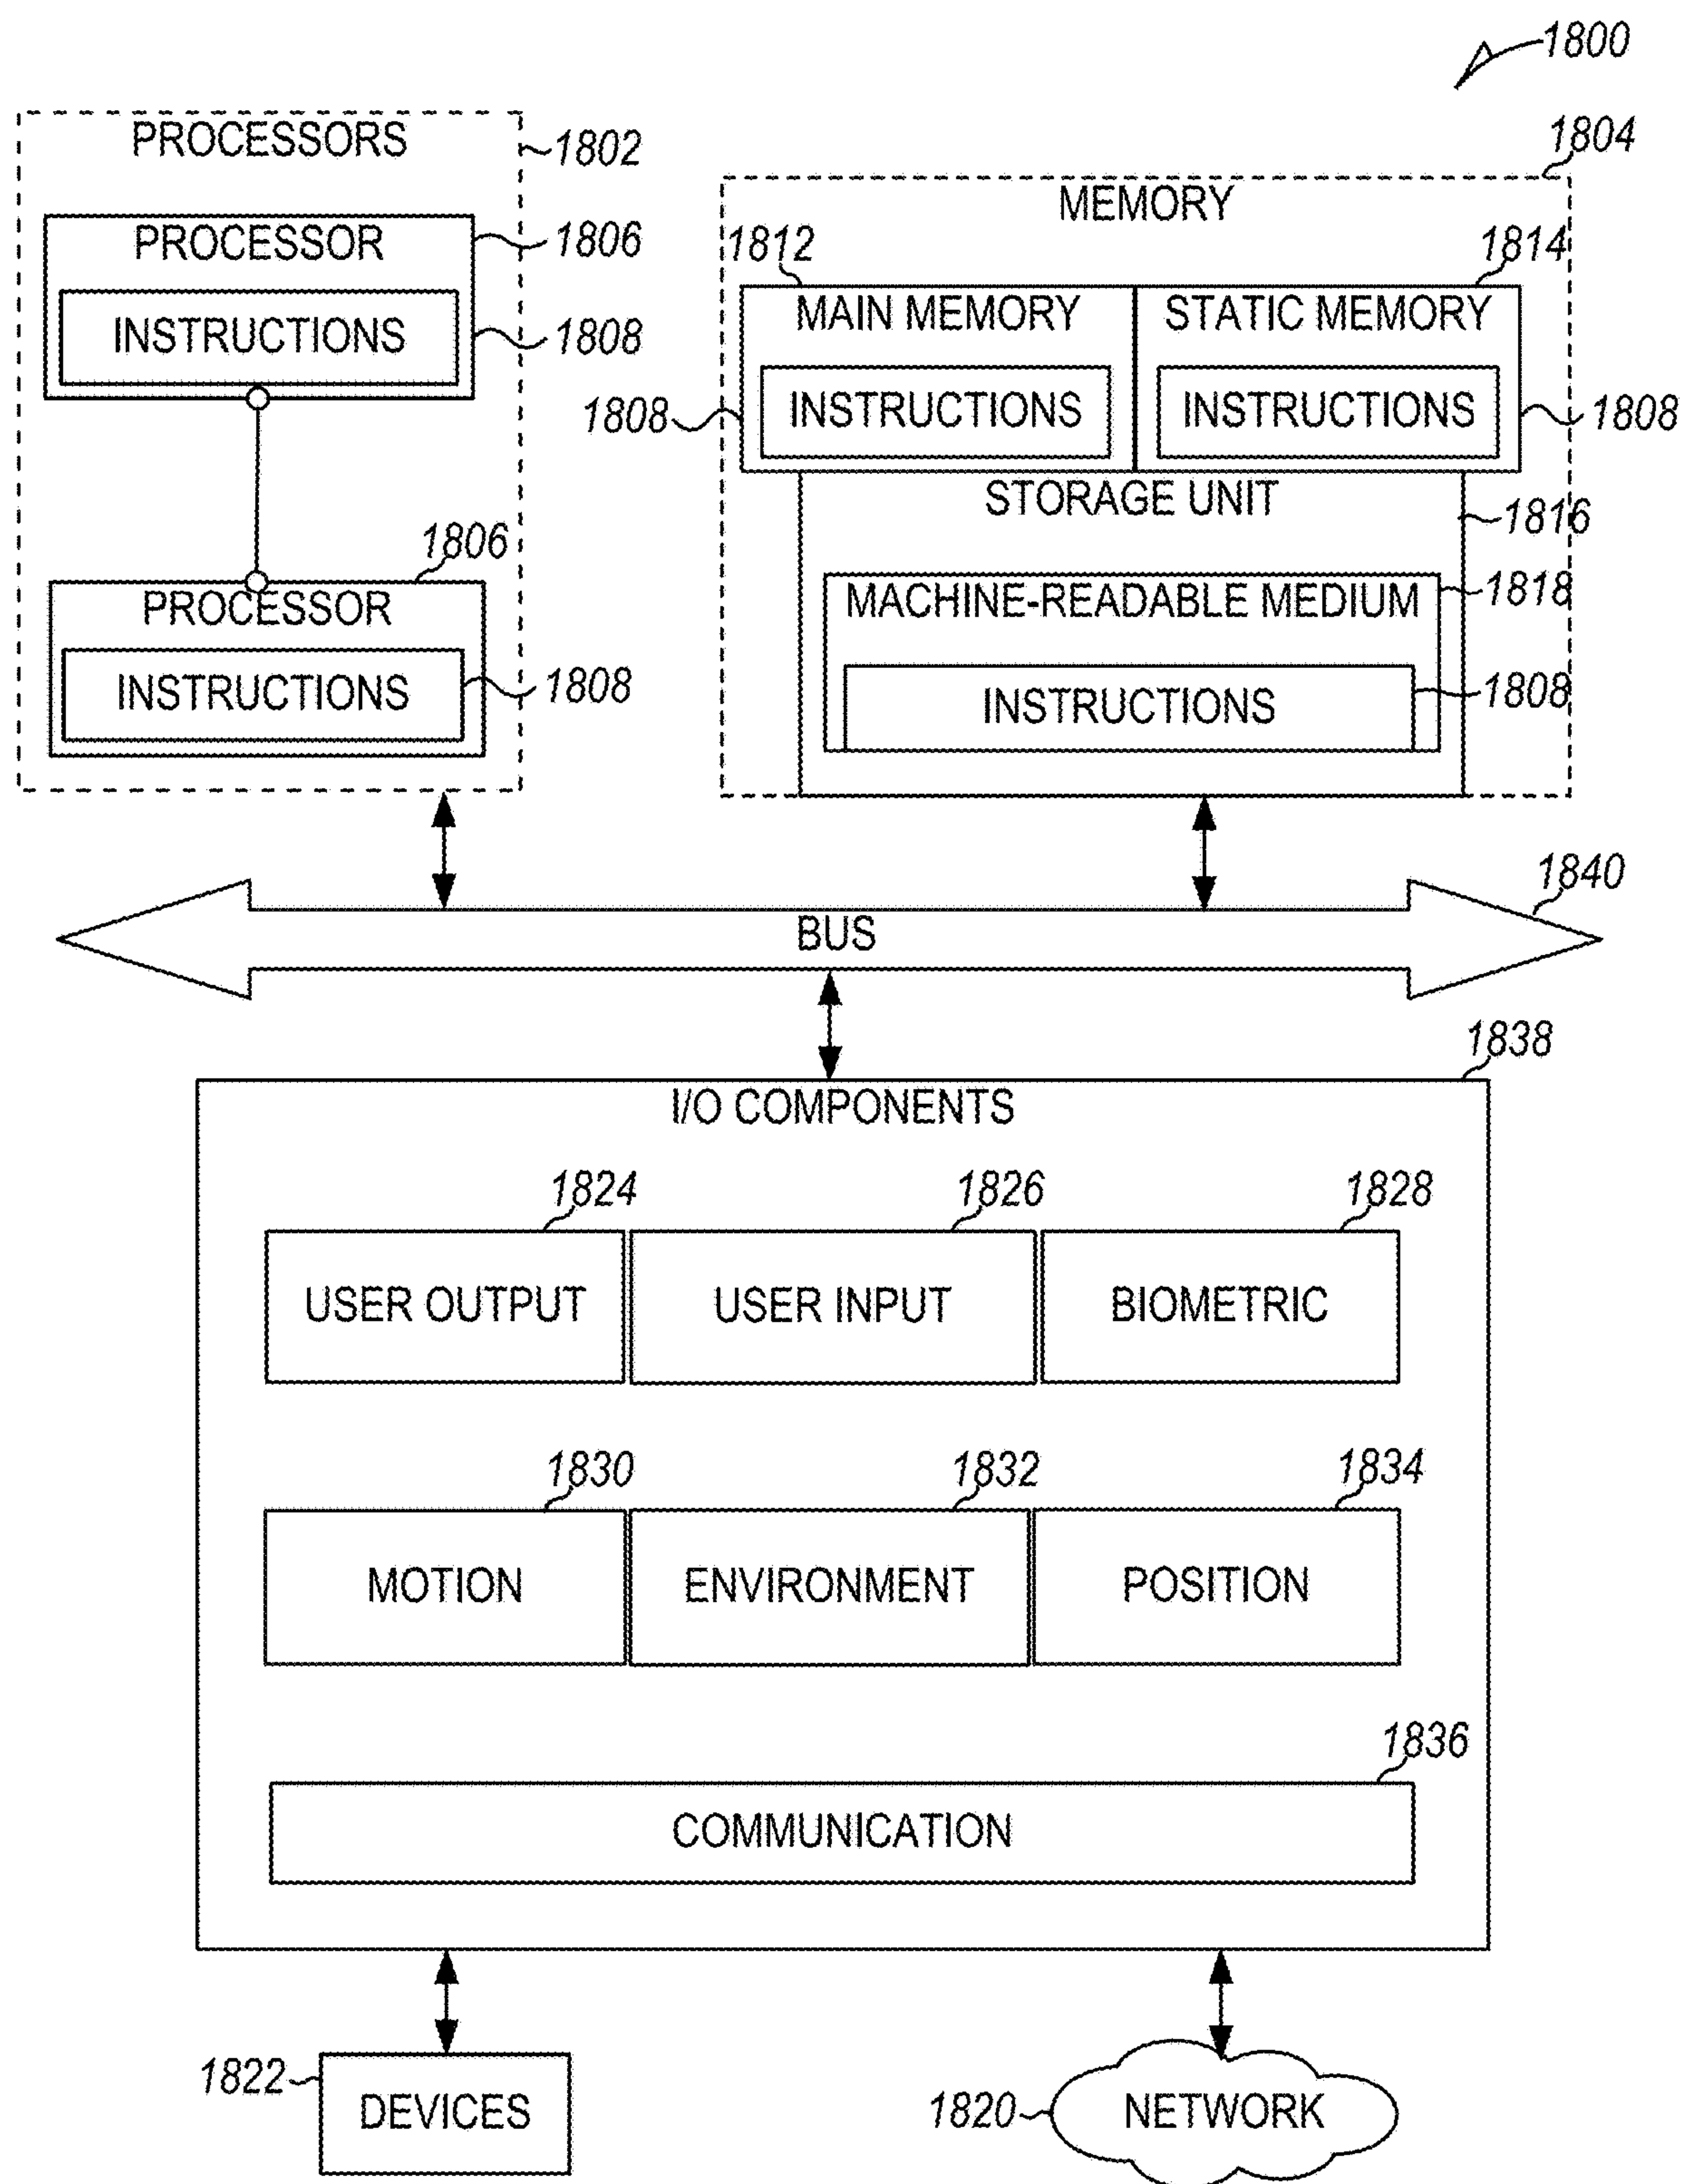 1800
PROCESSORS
1802
1804
MEMORY
PROCESSOR
1806
1812
1814
INSTRUCTIONS
1808
MAIN MEMORY
STATIC MEMORY
1808
INSTRUCTIONS
INSTRUCTIONS
1808
STORAGE UNIT
1816
1806
PROCESSOR
MACHINE-READABLE MEDIUM
1818
INSTRUCTIONS
1808
INSTRUCTIONS
1808
1840
BUS
1838
I/O COMPONENTS
1824
1826
1828
USER OUTPUT
USER INPUT
BIOMETRIC
1830
1832
1834
MOTION
ENVIRONMENT
POSITION
1836
COMMUNICATION
1822
DEVICES
1820
NETWORK